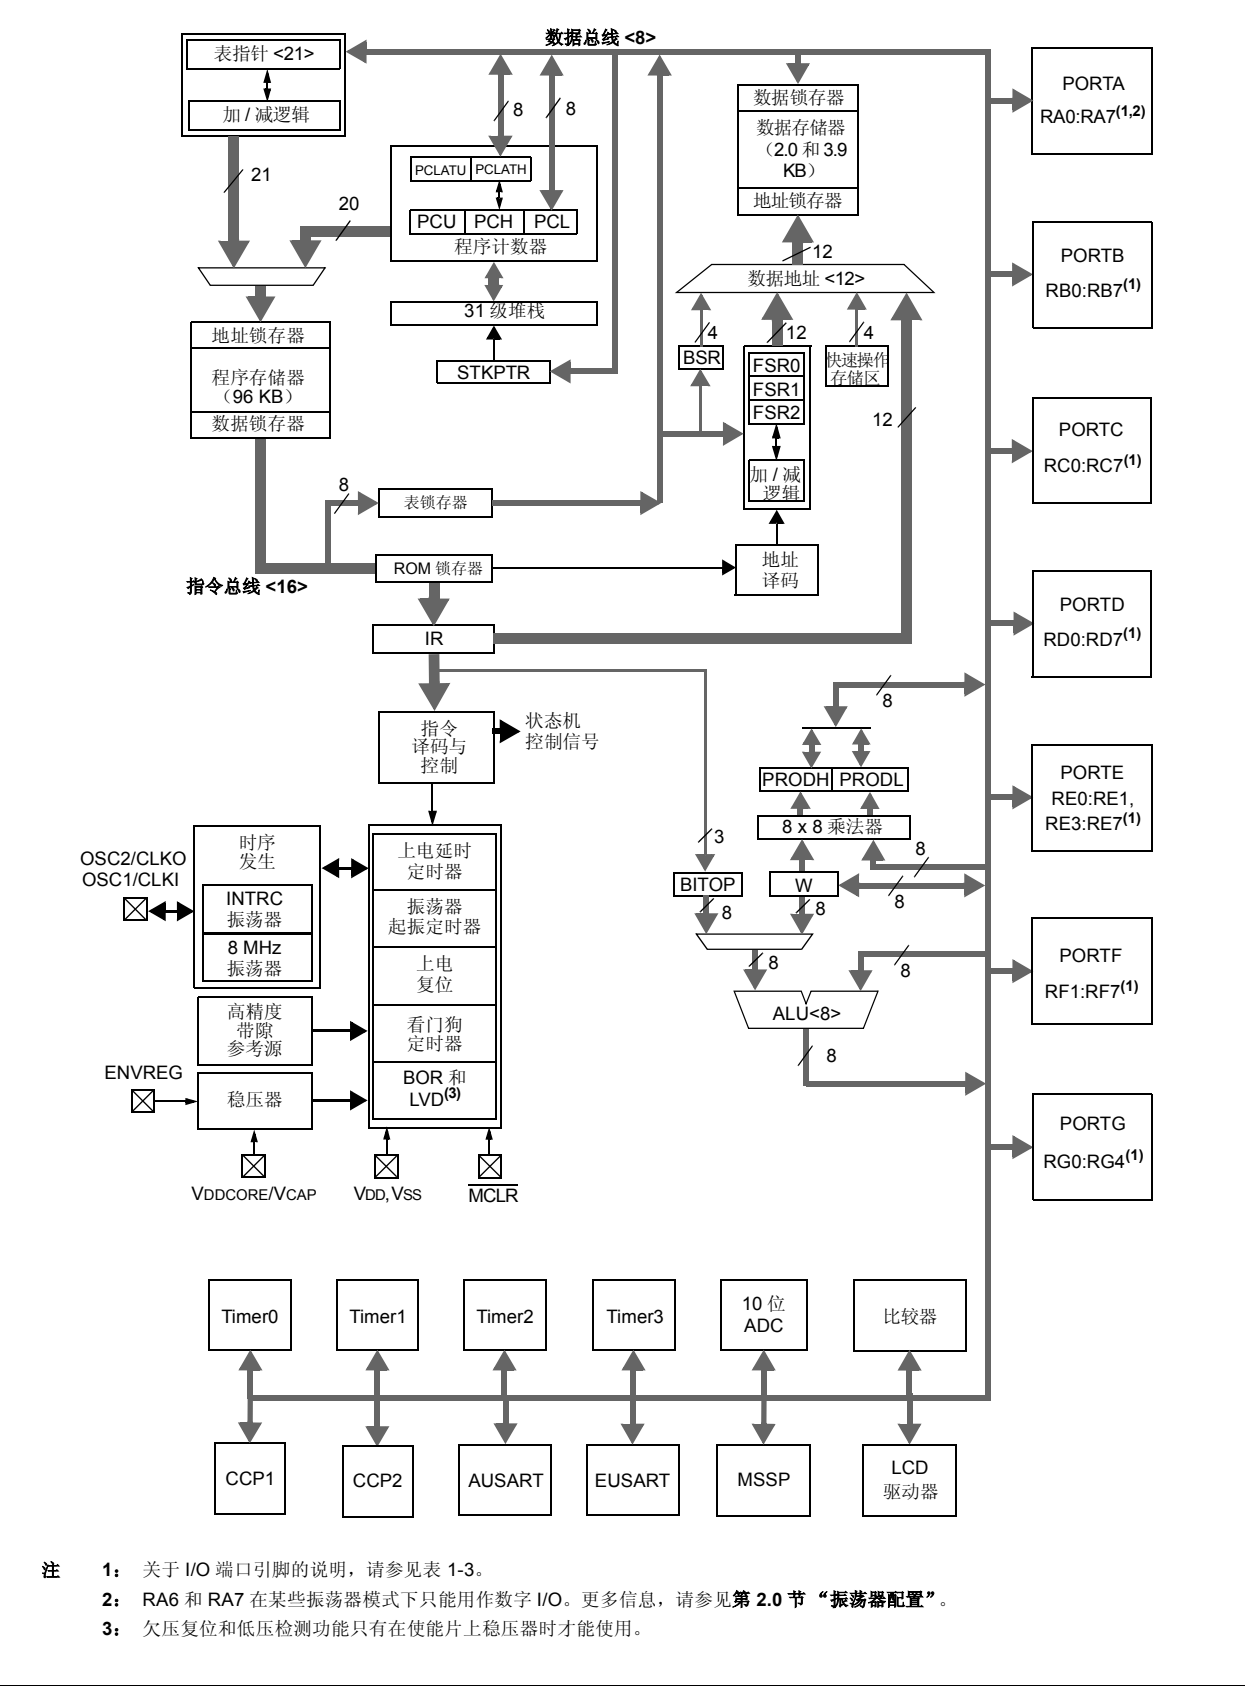 数据总线 <8>
表指针 <21>
加 / 减逻辑
21
20
8
8
PCLATU PCLATH
PCU PCH PCL
程序计数器
31 级堆栈
STKPTR
地址锁存器
程序存储器
（96 KB）
数据锁存器
数据锁存器
数据存储器
（2.0 和 3.9
KB）
地址锁存器
12
数据地址 <12>
4
12
4
BSR
FSR0
FSR1
FSR2
快速操作
存储区
12
加 / 减
逻辑
8
表锁存器
ROM 锁存器
地址
译码
指令总线 <16>
IR
指令
译码与
控制
状态机
控制信号
8
PRODH PRODL
8 x 8 乘法器
3
8
BITOP
W
8
8
8
8
8
ALU<8>
8
时序
发生
OSC2/CLKO
OSC1/CLKI
INTRC
振荡器
8 MHz
振荡器
上电延时
定时器
振荡器
起振定时器
上电
复位
看门狗
定时器
BOR 和
LVD(3)
高精度
带隙
参考源
ENVREG
稳压器
VDDCORE/VCAP
VDD, VSS
MCLR
PORTA
RA0:RA7(1,2)
PORTB
RB0:RB7(1)
PORTC
RC0:RC7(1)
PORTD
RD0:RD7(1)
PORTE
RE0:RE1,
RE3:RE7(1)
PORTF
RF1:RF7(1)
PORTG
RG0:RG4(1)
Timer0
Timer1
Timer2
Timer3
10 位
ADC
比较器
CCP1
CCP2
AUSART
EUSART
MSSP
LCD
驱动器
注 1： 关于 I/O 端口引脚的说明，请参见表 1-3。
2： RA6 和 RA7 在某些振荡器模式下只能用作数字 I/O。更多信息，请参见第 2.0 节 “振荡器配置”。
3： 欠压复位和低压检测功能只有在使能片上稳压器时才能使用。